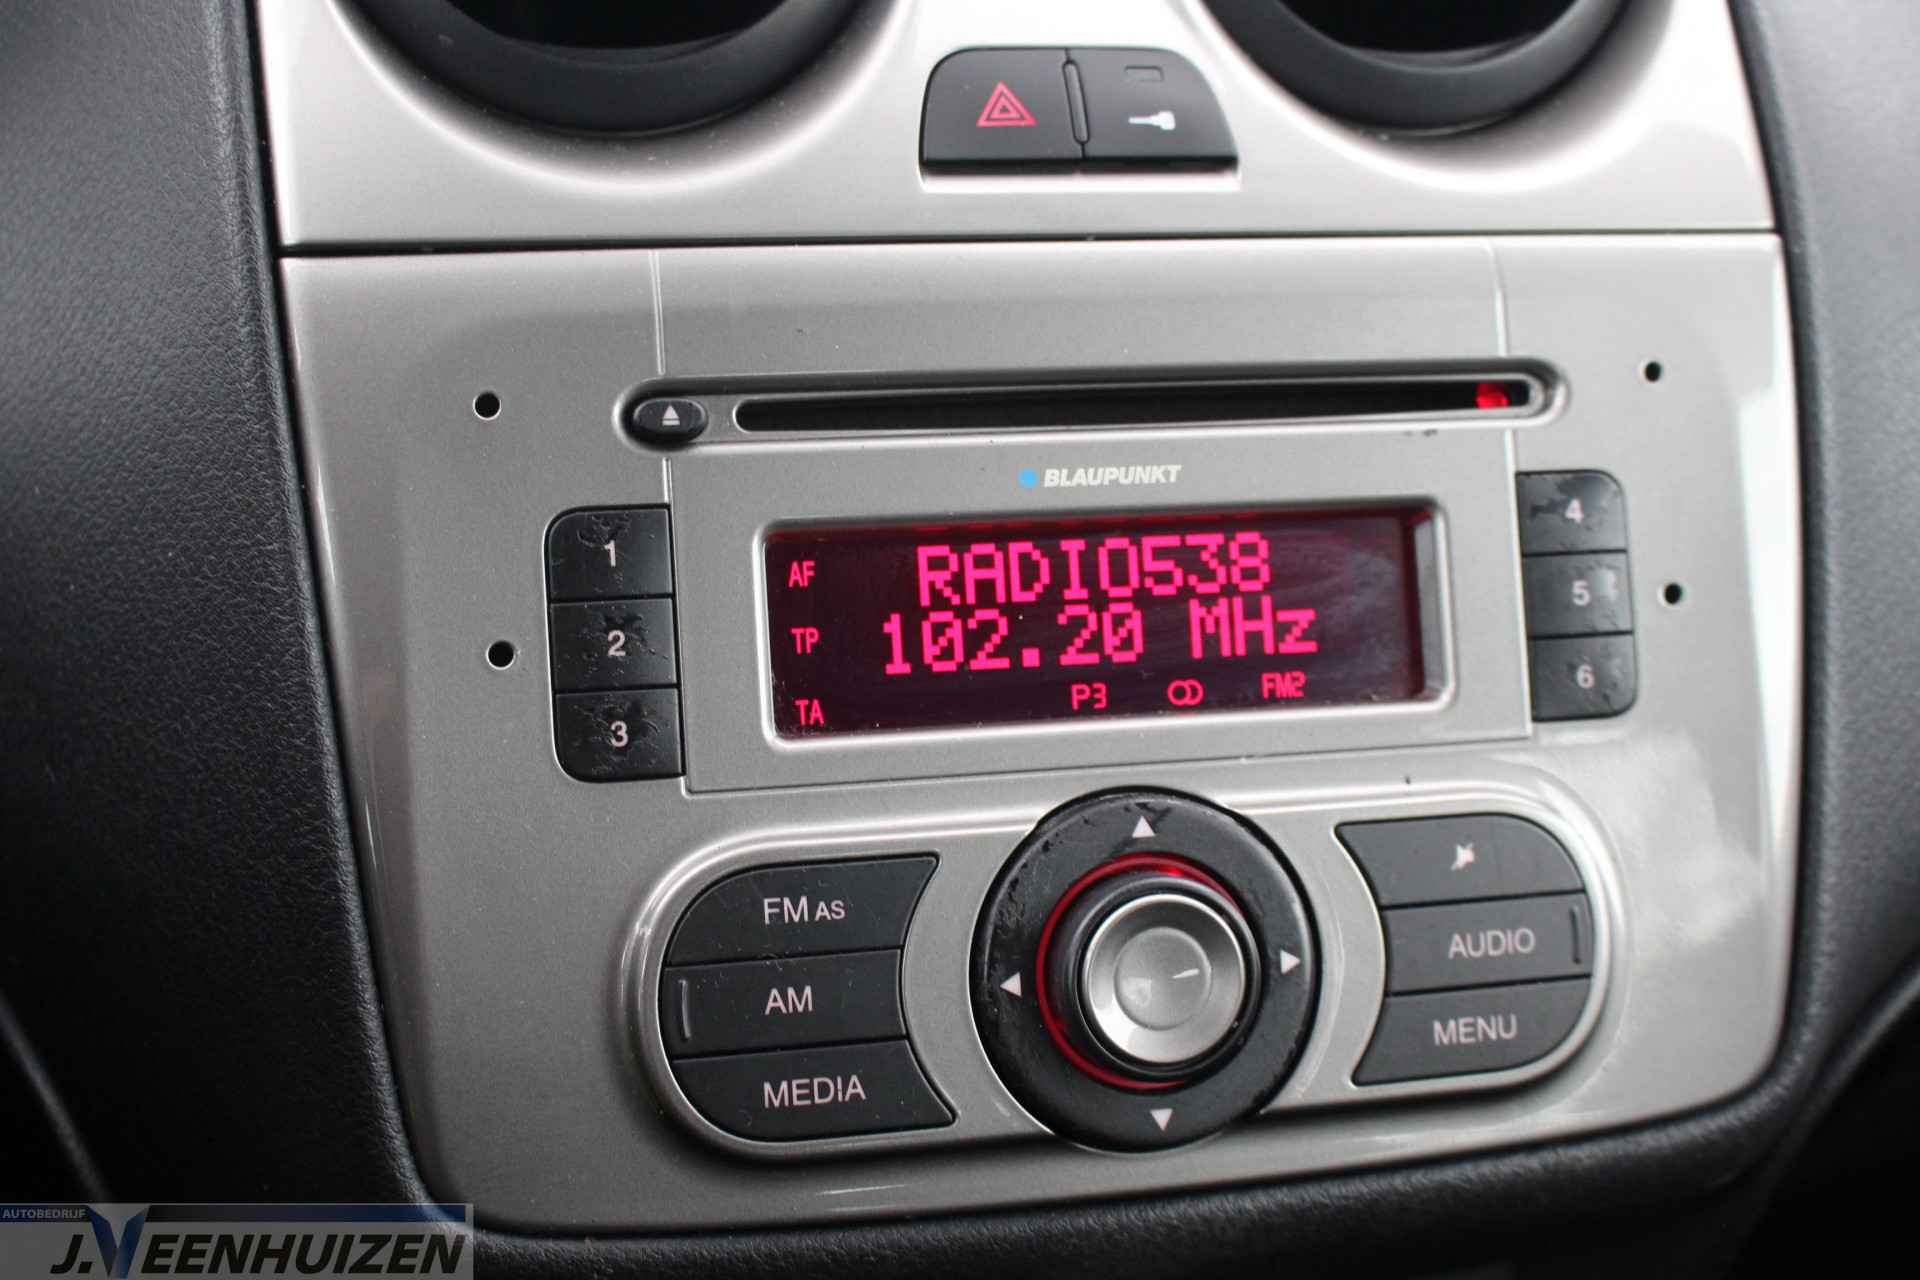 BLAUPUNKT
1
2
3
AF
TP
TA
RADIO538
102.20 MHz
P3
FM2
4
5
6
FM AS
AM
MEDIA
AUDIO
MENU
AUTOBEDRIJF
J.VEENHUIZEN